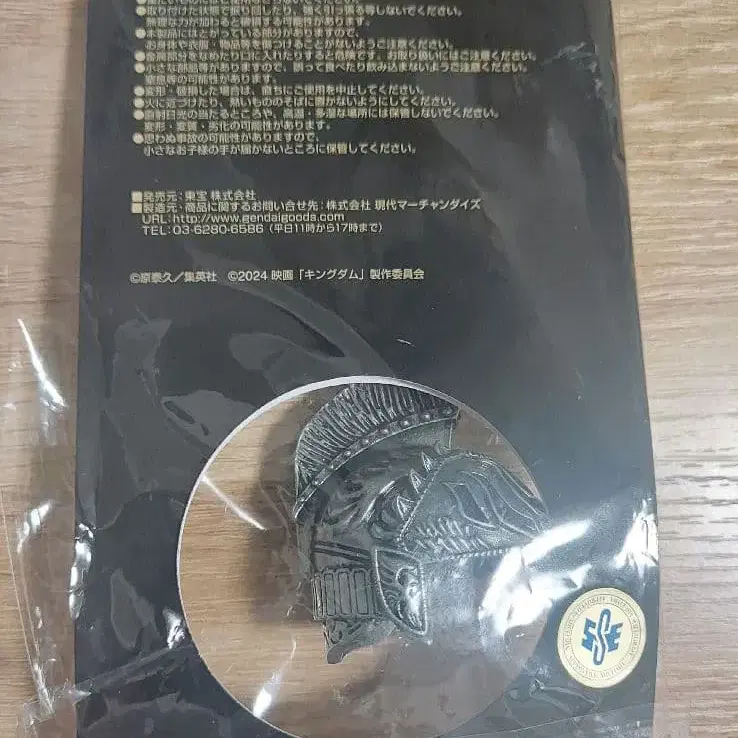 ●取り付けた状態で振り回したり、強く引っ張る等しないでください。
無理な力が加わると破損する可能性があります。
●本製品にはとがっている部分がありますので、
お身体や衣服・物品等を傷つけることがないようご注意ください。
●金属部分をなめたり口に入れたりすると危険です。お取り扱いにはご注意ください。
●小さな部品等がありますので、誤って食べたり飲み込まないようご注意ください。
窒息等の可能性があります。
●変形・破損した場合は、直ちにご使用を中止してください。
●火に近づけたり、熱いもののそばに置かないようにしてください。
●直射日光の当たるところや、高温・多湿な場所には保管しないでください。
変形・変質・劣化の可能性があります。
●思わぬ事故の可能性がありますので、
小さなお子様の手が届かないところに保管してください。
■発売元：東宝 株式会社
■製造元・商品に関するお問い合せ先：株式会社 現代マーチャンダイズ
URL:http://www.gendaigoods.com
TEL:03-6280-6586（平日11時から17時まで）
©原泰久／集英社 ©2024 映画「キングダム」製作委員会